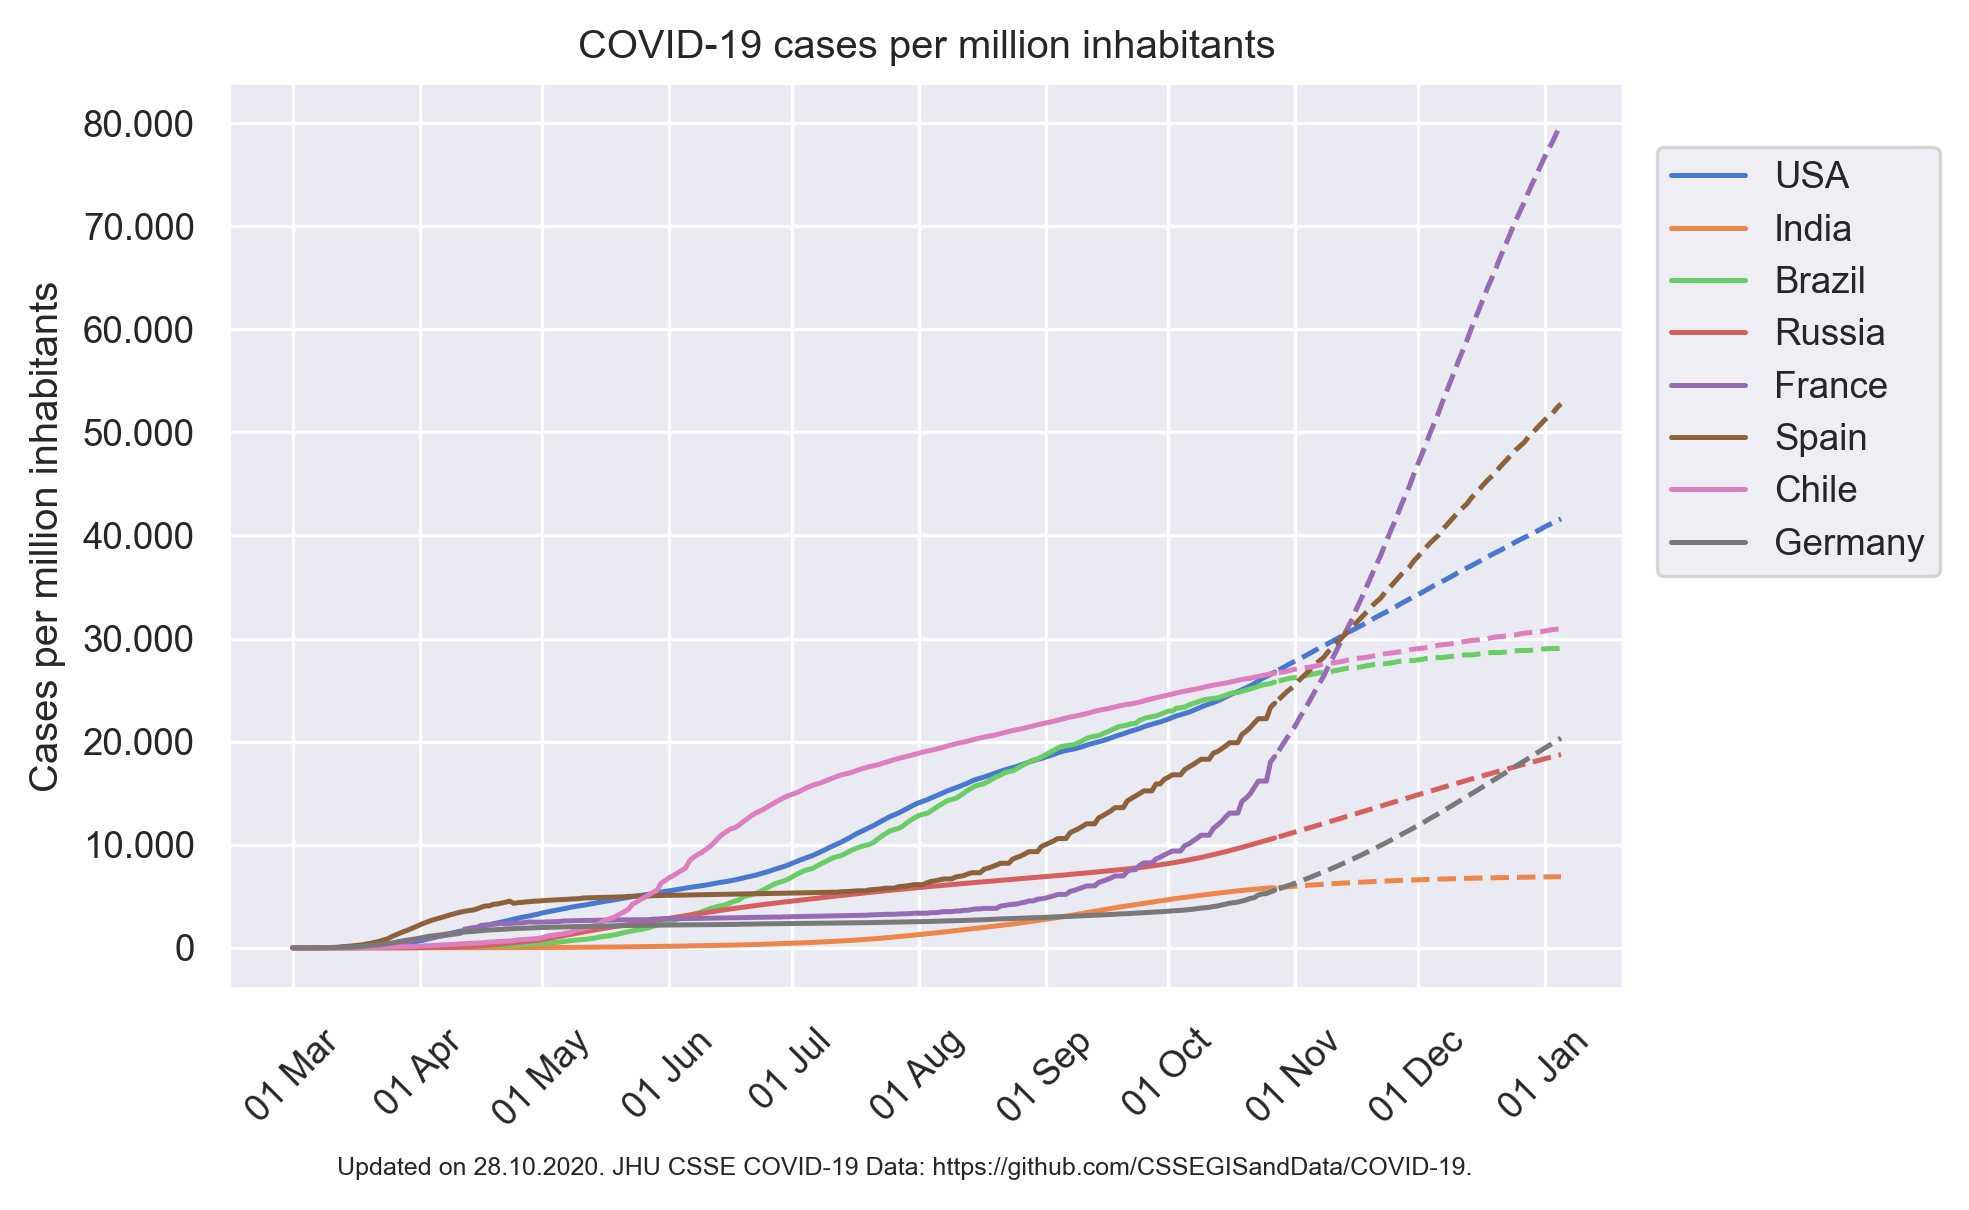 COVID-19 cases per million inhabitants
Cases per million inhabitants
80.000
70.000
60.000
50.000
40.000
30.000
20.000
10.000
0
01 Mar
01 Apr
01 May
01 Jun
01 Jul
01 Aug
01 Sep
01 Oct
01 Nov
01 Dec
01 Jan
USA
India
Brazil
Russia
France
Spain
Chile
Germany
Updated on 28.10.2020. JHU CSSE COVID-19 Data: https://github.com/CSSEGISandData/COVID-19.